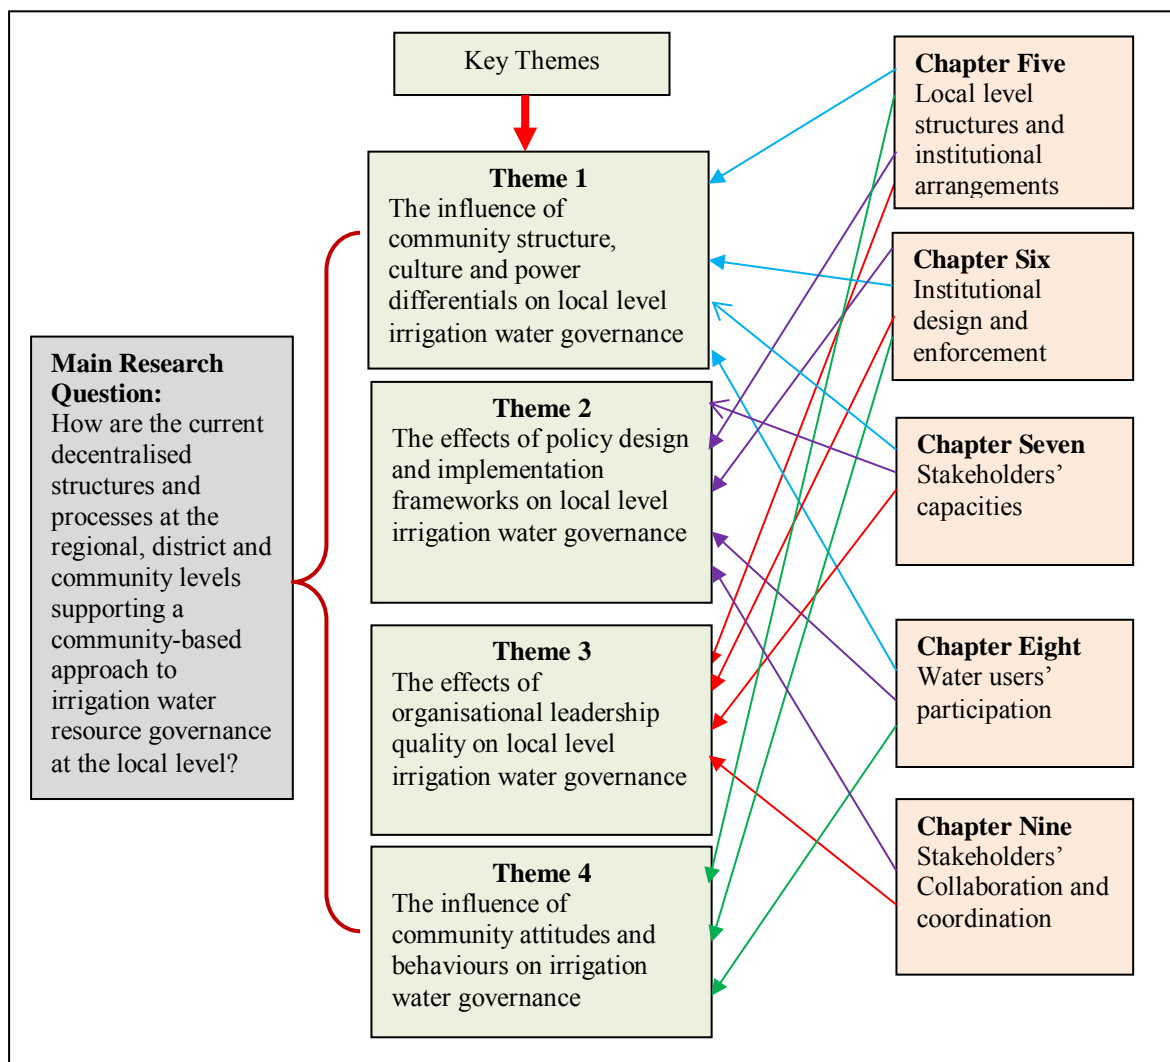 Key Themes
Main Research
Question:
How are the current
decentralised
structures and
processes at the
regional, district and
community levels
supporting a
community-based
approach to
irrigation water
resource governance
at the local level?
Theme 1
The influence of
community structure,
culture and power
differentials on local level
irrigation water governance
Theme 2
The effects of policy design
and implementation
frameworks on local level
irrigation water governance
Theme 3
The effects of
organisational leadership
quality on local level
irrigation water governance
Theme 4
The influence of
community attitudes and
behaviours on irrigation
water governance
Chapter Five
Local level
structures and
institutional
arrangements
Chapter Six
Institutional
design and
enforcement
Chapter Seven
Stakeholders’
capacities
Chapter Eight
Water users’
participation
Chapter Nine
Stakeholders’
Collaboration and
coordination